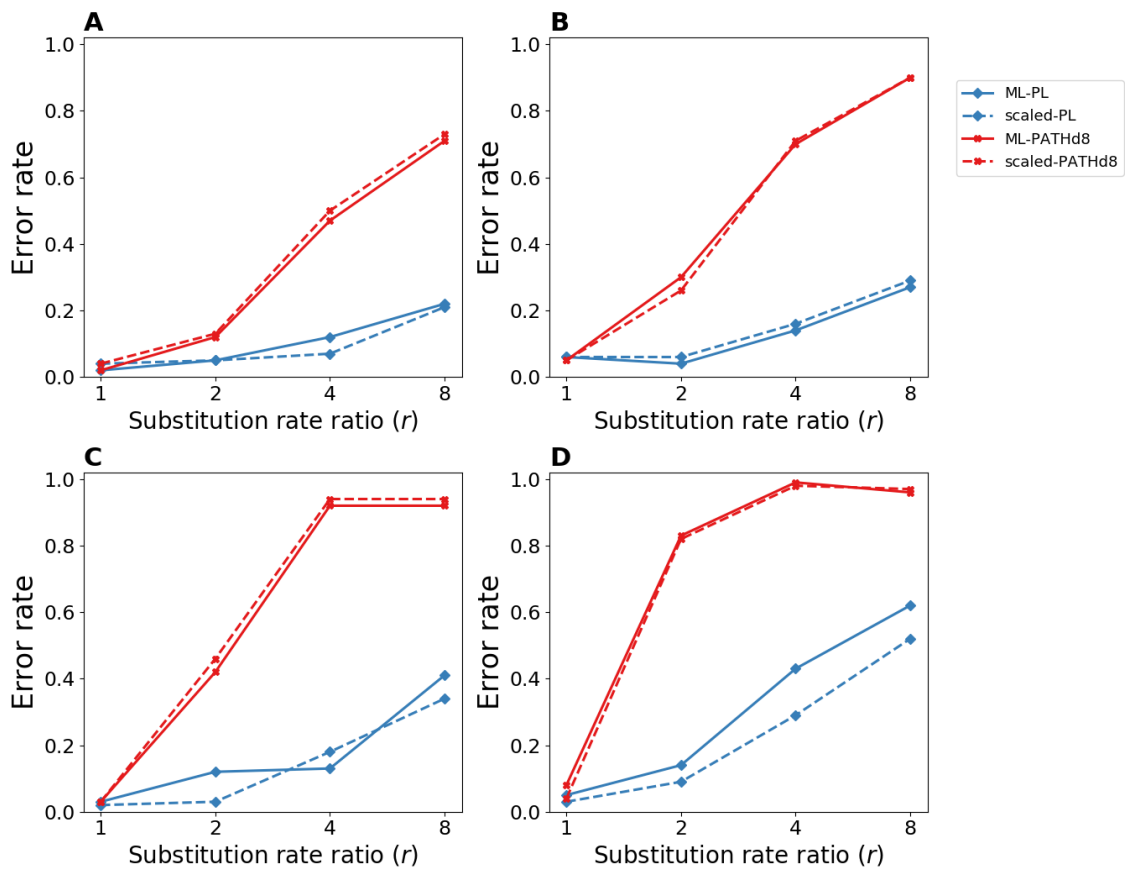 A
1.0
0.8
0.6
0.4
0.2
0.0
Error rate
1 2 4 8
Substitution rate ratio (r)
B
1.0
0.8
0.6
0.4
0.2
0.0
Error rate
1 2 4 8
Substitution rate ratio (r)
ML-PL
scaled-PL
ML-PATHd8
scaled-PATHd8
C
1.0
0.8
0.6
0.4
0.2
0.0
Error rate
1 2 4 8
Substitution rate ratio (r)
D
1.0
0.8
0.6
0.4
0.2
0.0
Error rate
1 2 4 8
Substitution rate ratio (r)